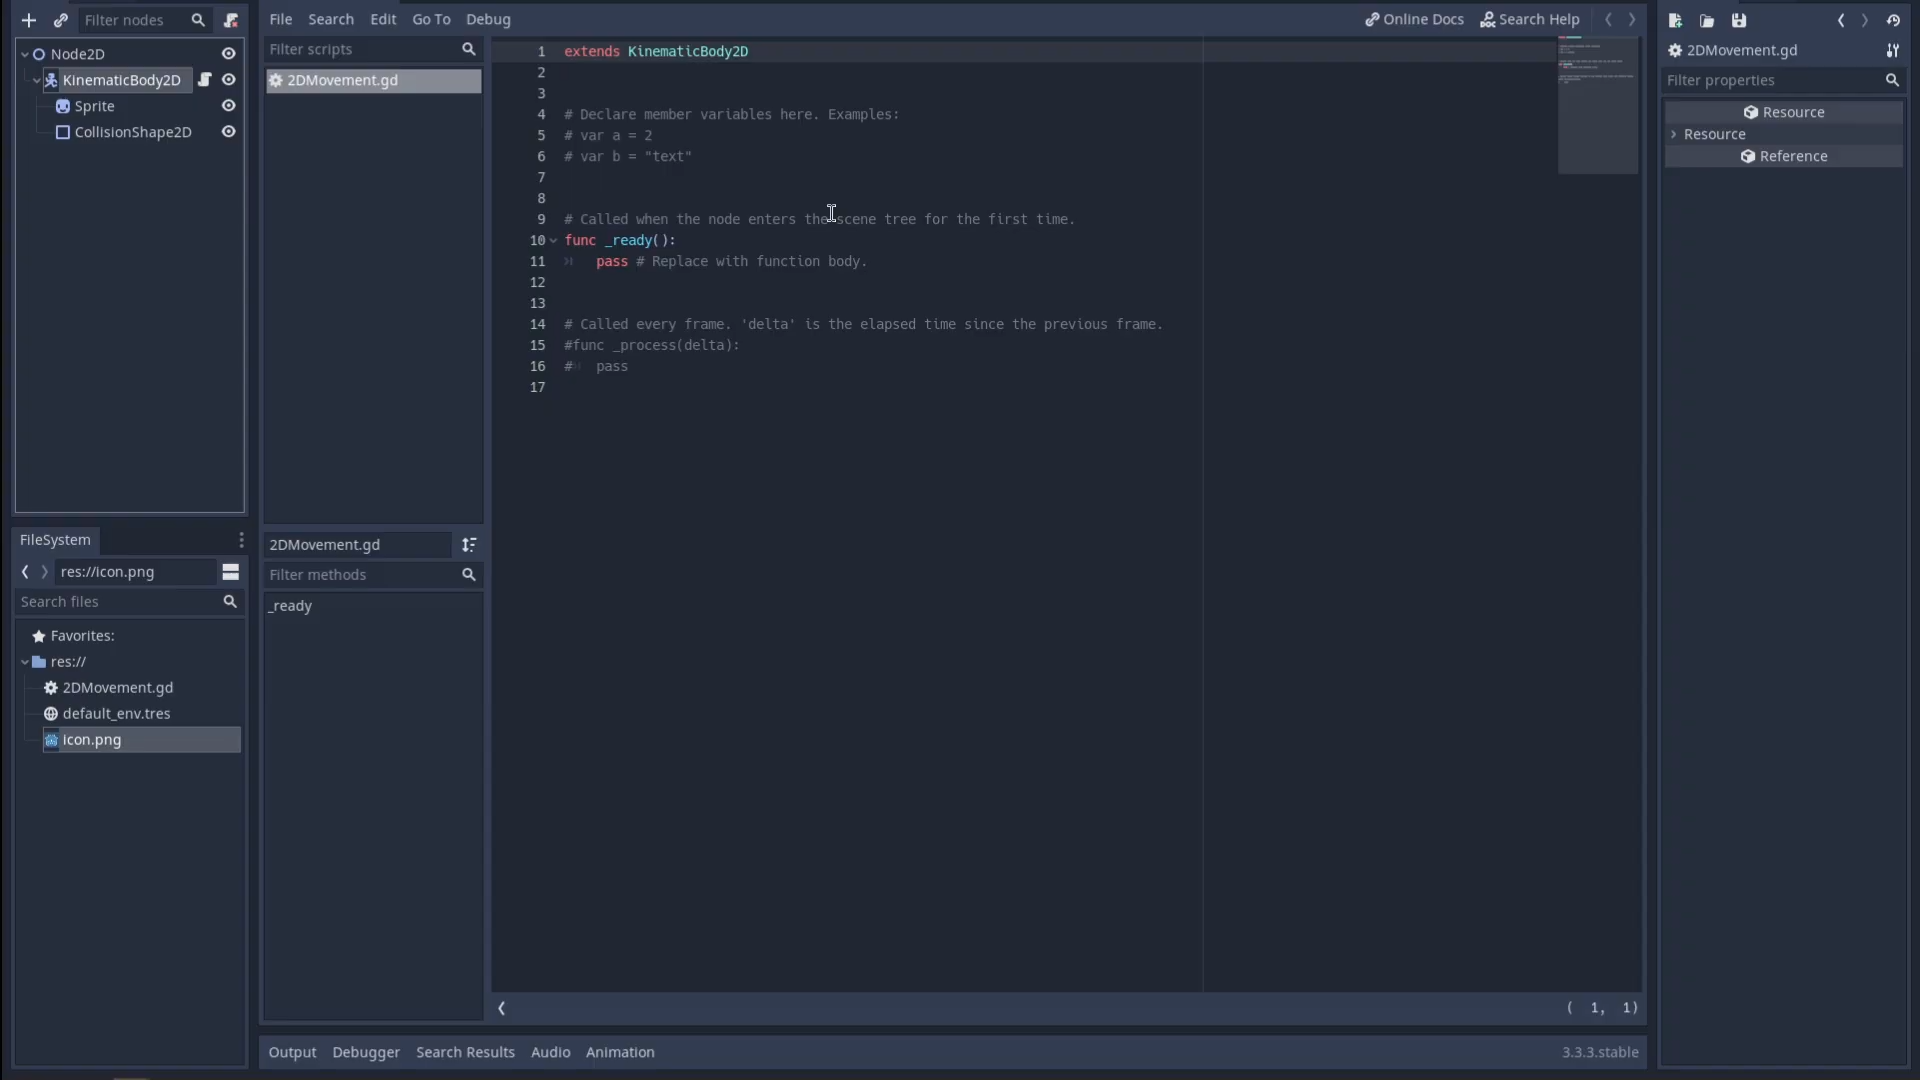 Filter nodes
Node2D
KinematicBody2D
Sprite
CollisionShape2D
FileSystem
res://icon.png
Search files
Favorites:
res://
2DMovement.gd
default_env.tres
icon.png
File Search Edit Go To Debug
Online Docs Search Help
Filter scripts
2DMovement.gd
2DMovement.gd
Filter methods
_ready
1 extends KinematicBody2D
2
3
4 # Declare member variables here. Examples:
5 # var a = 2
6 # var b = "text"
7
8
9 # Called when the node enters the scene tree for the first time.
10 func _ready():
11 pass # Replace with function body.
12
13
14 # Called every frame. 'delta' is the elapsed time since the previous frame.
15 #func _process(delta):
16 # pass
17
( 1, 1)
Output Debugger Search Results Audio Animation
3.3.3.stable
2DMovement.gd
Filter properties
Resource
Resource
Reference